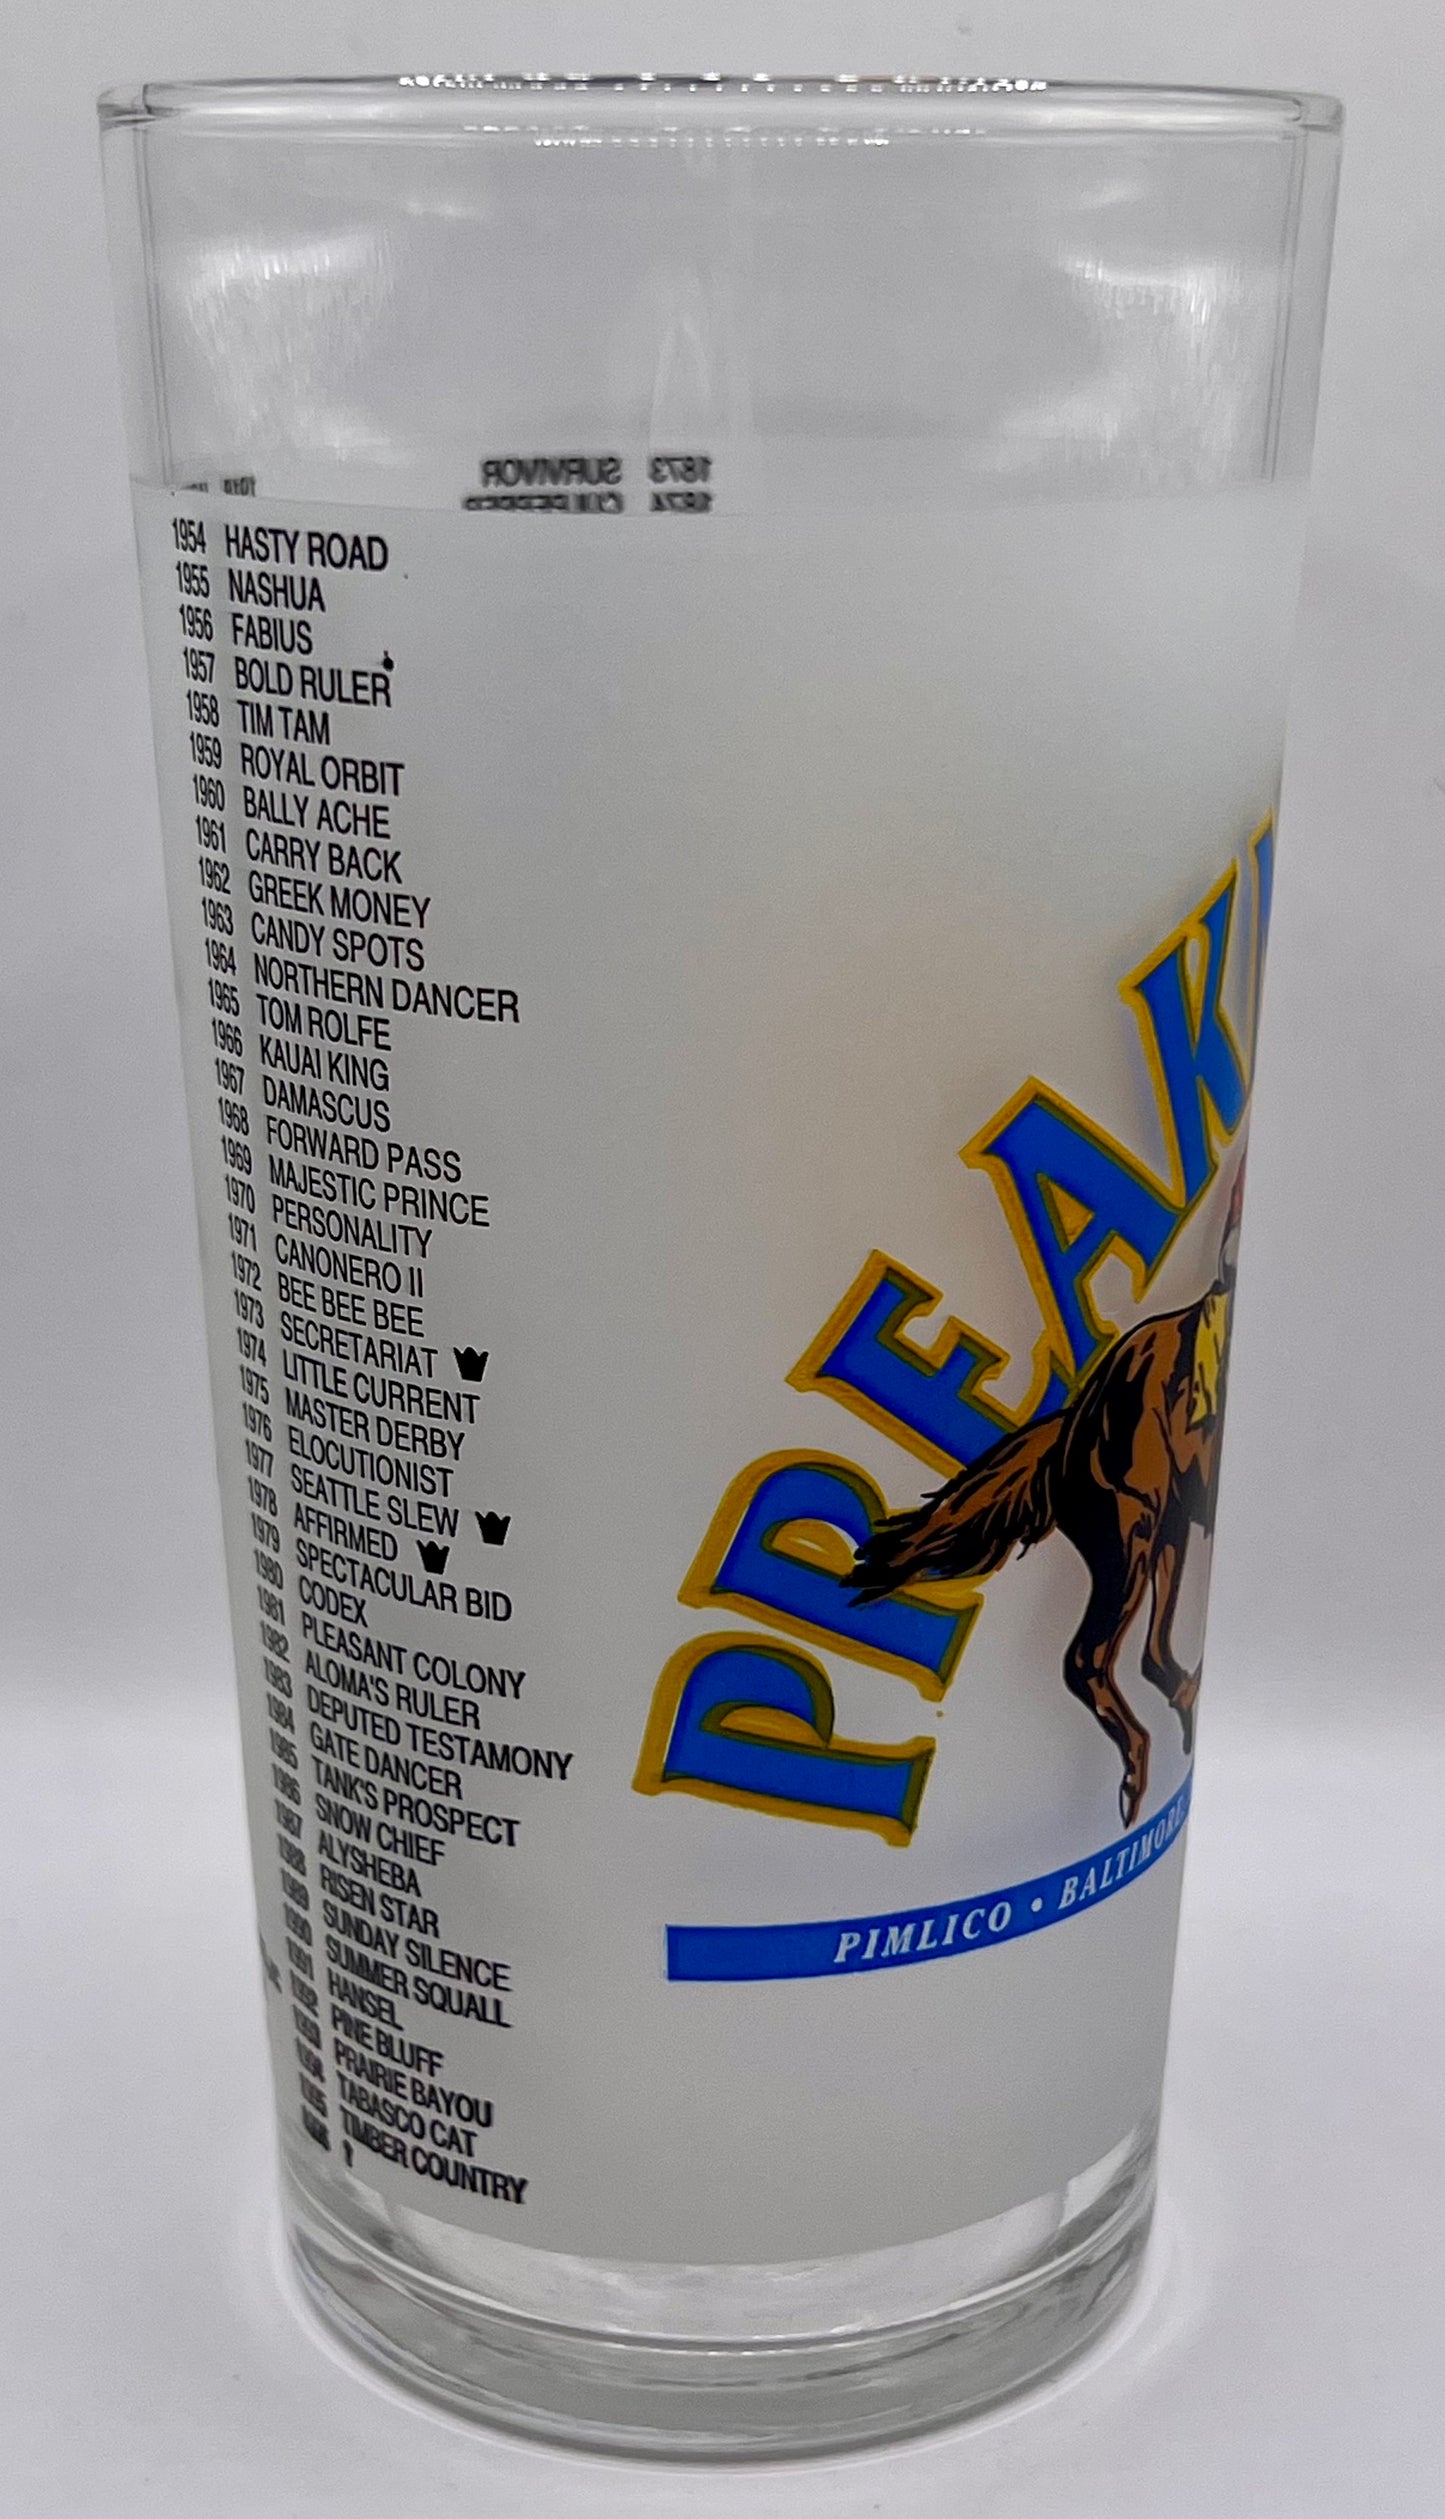 1873 SURVIVOR
1874
1954 HASTY ROAD
1955 NASHUA
1956 FABIUS
1957 BOLD RULER
1958 TIM TAM
1959 ROYAL ORBIT
1960 BALLY ACHE
1961 CARRY BACK
1962 GREEK MONEY
1963 CANDY SPOTS
1964 NORTHERN DANCER
1965 TOM ROLFE
1966 KAUAI KING
1967 DAMASCUS
1968 FORWARD PASS
1969 MAJESTIC PRINCE
1970 PERSONALITY
1971 CANONERO II
1972 BEE BEE BEE
1973 SECRETARIAT
1974 LITTLE CURRENT
1975 MASTER DERBY
1976 ELOCUTIONIST
1977 SEATTLE SLEW
1978 AFFIRMED
1979 SPECTACULAR BID
1980 CODEX
1981 PLEASANT COLONY
1982 ALOMA'S RULER
1983 DEPUTED TESTAMONY
1984 GATE DANCER
1985 TANK'S PROSPECT
1986 SNOW CHIEF
1987 ALYSHEBA
1988 RISEN STAR
1989 SUNDAY SILENCE
1990 SUMMER SQUALL
1991 HANSEL
1992 PINE BLUFF
1993 PRAIRIE BAYOU
1994 TABASCO CAT
1995 TIMBER COUNTRY
1996 ?
PREAK
PIMLICO • BALTIMORE,